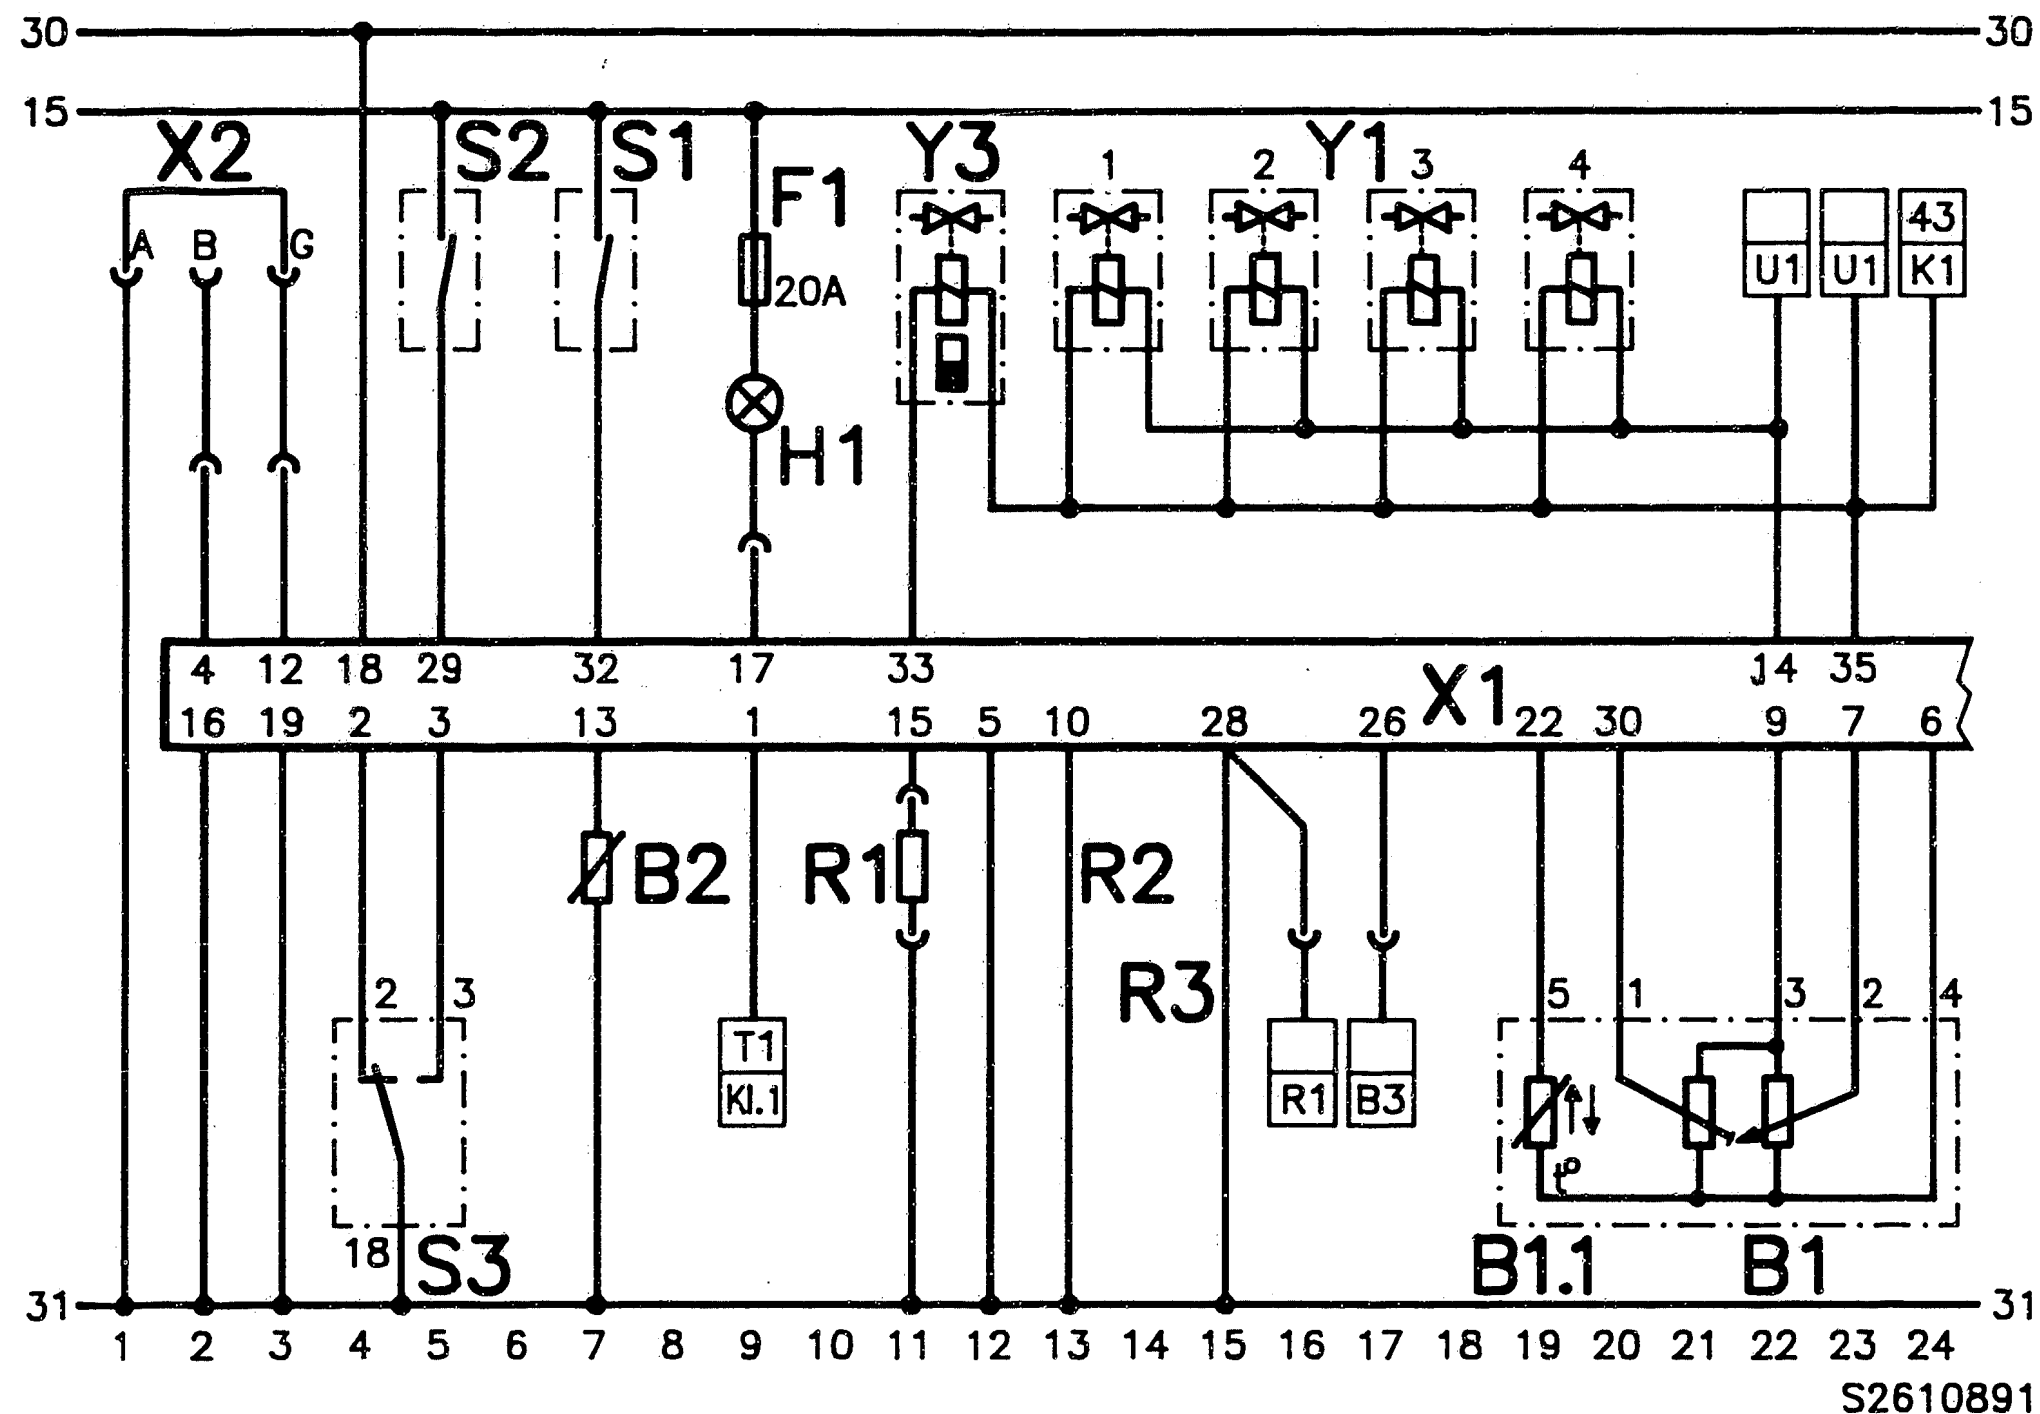 30 30
15 15
X2 S2 S1 F1 Y3 1 2 Y1 3 4
A B G 43
20A U1 U1 K1
H1
4 12 18 29 32 17 33 X1 14 35
16 19 2 3 13 1 15 5 10 28 26 22 30 9 7 6
B2 R1 R2
R3
2 3 5 1 3 2 4
T1
Kl.1 R1 B3
t°
18 S3 B1.1 B1
31 31
1 2 3 4 5 6 7 8 9 10 11 12 13 14 15 16 17 18 19 20 21 22 23 24
S2610891